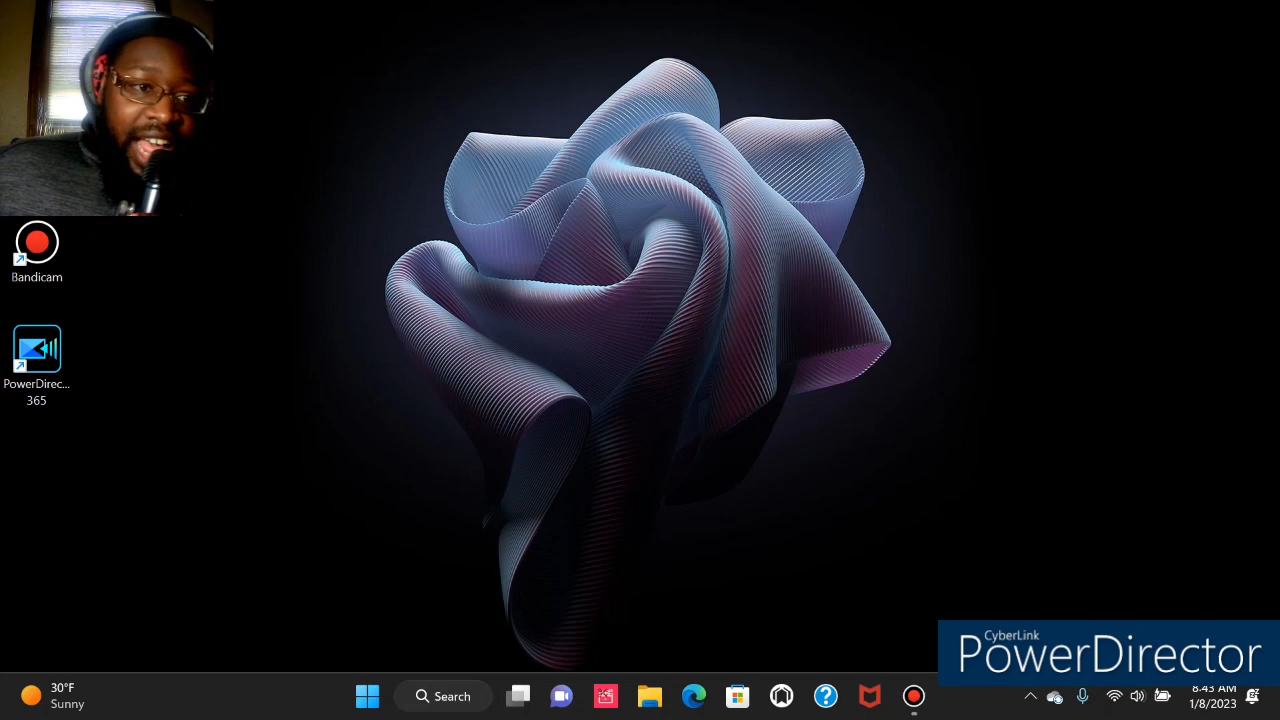 Bandicam
PowerDirec...
365
CyberLink
PowerDirector
30°F
Sunny
Search
8:43 AM
1/8/2023